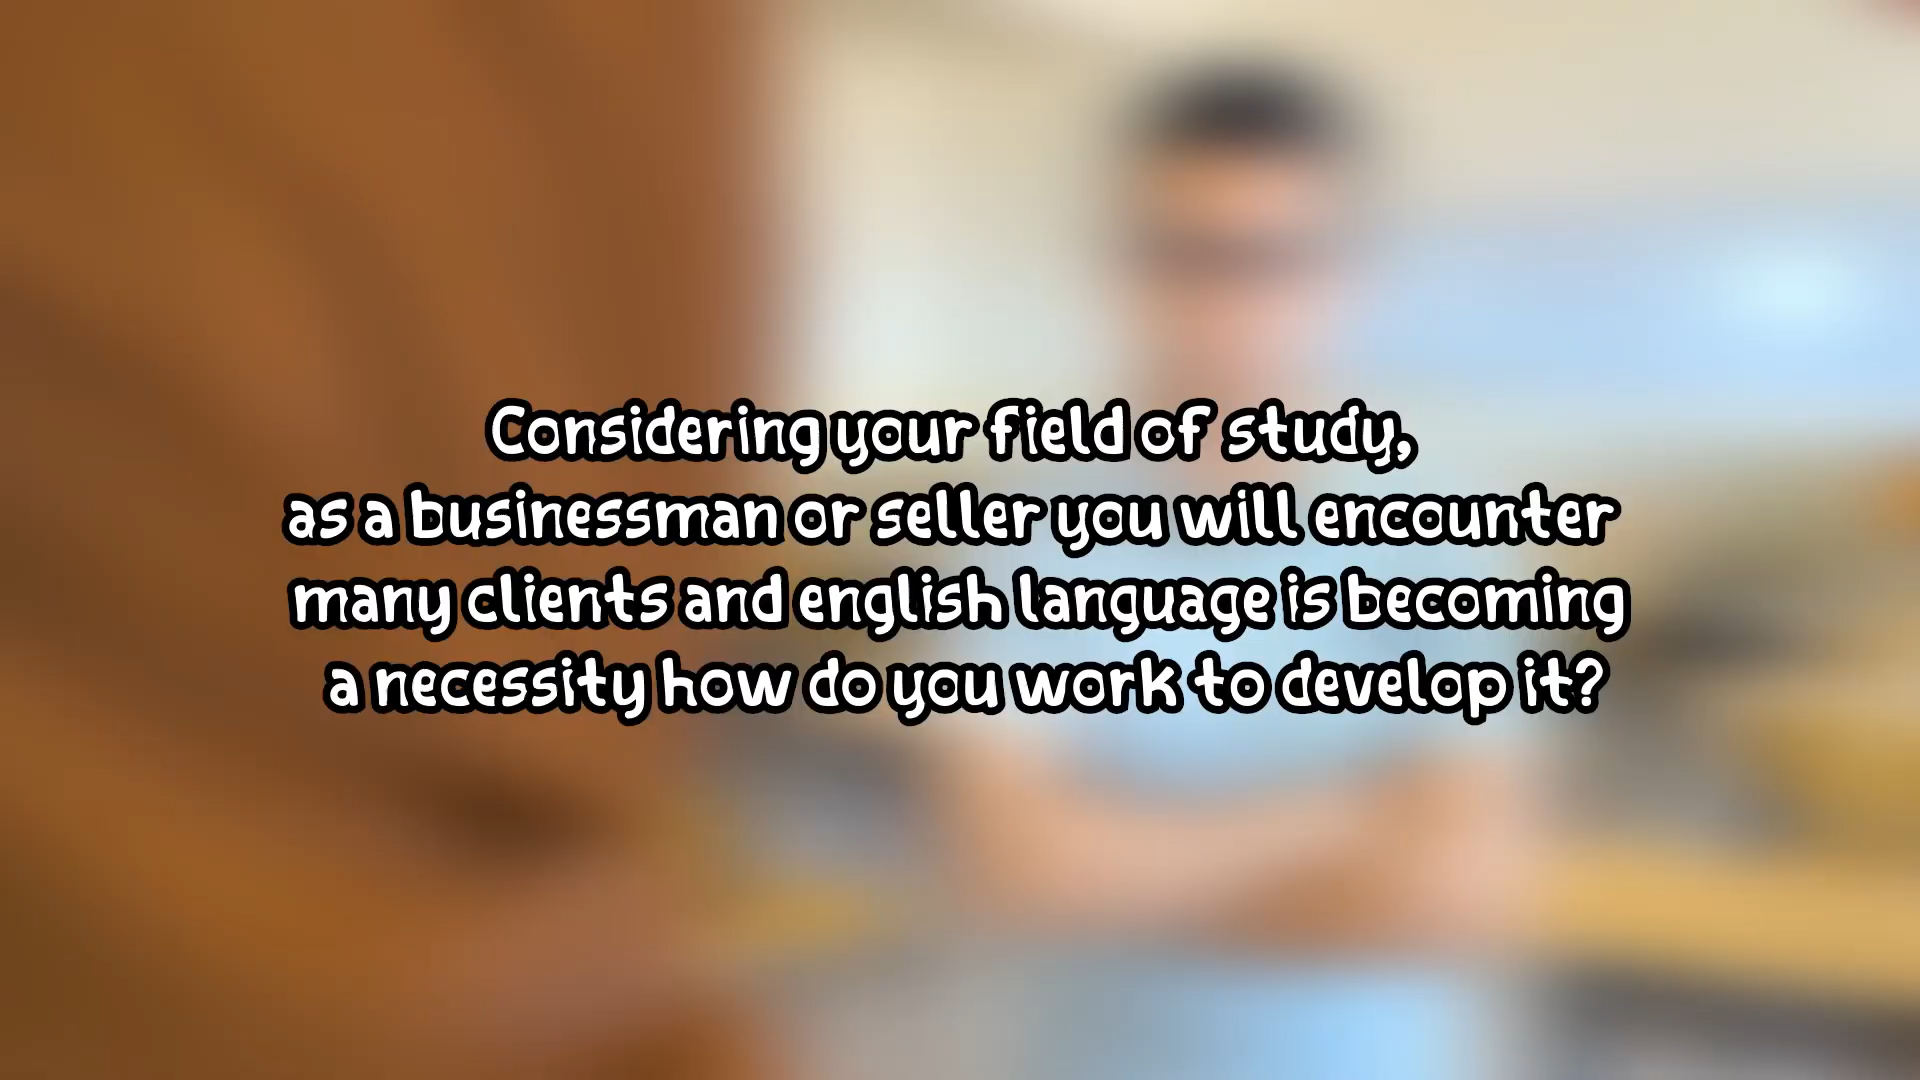 Considering your field of study,
as a businessman or seller you will encounter
many clients and english language is becoming
a necessity how do you work to develop it?